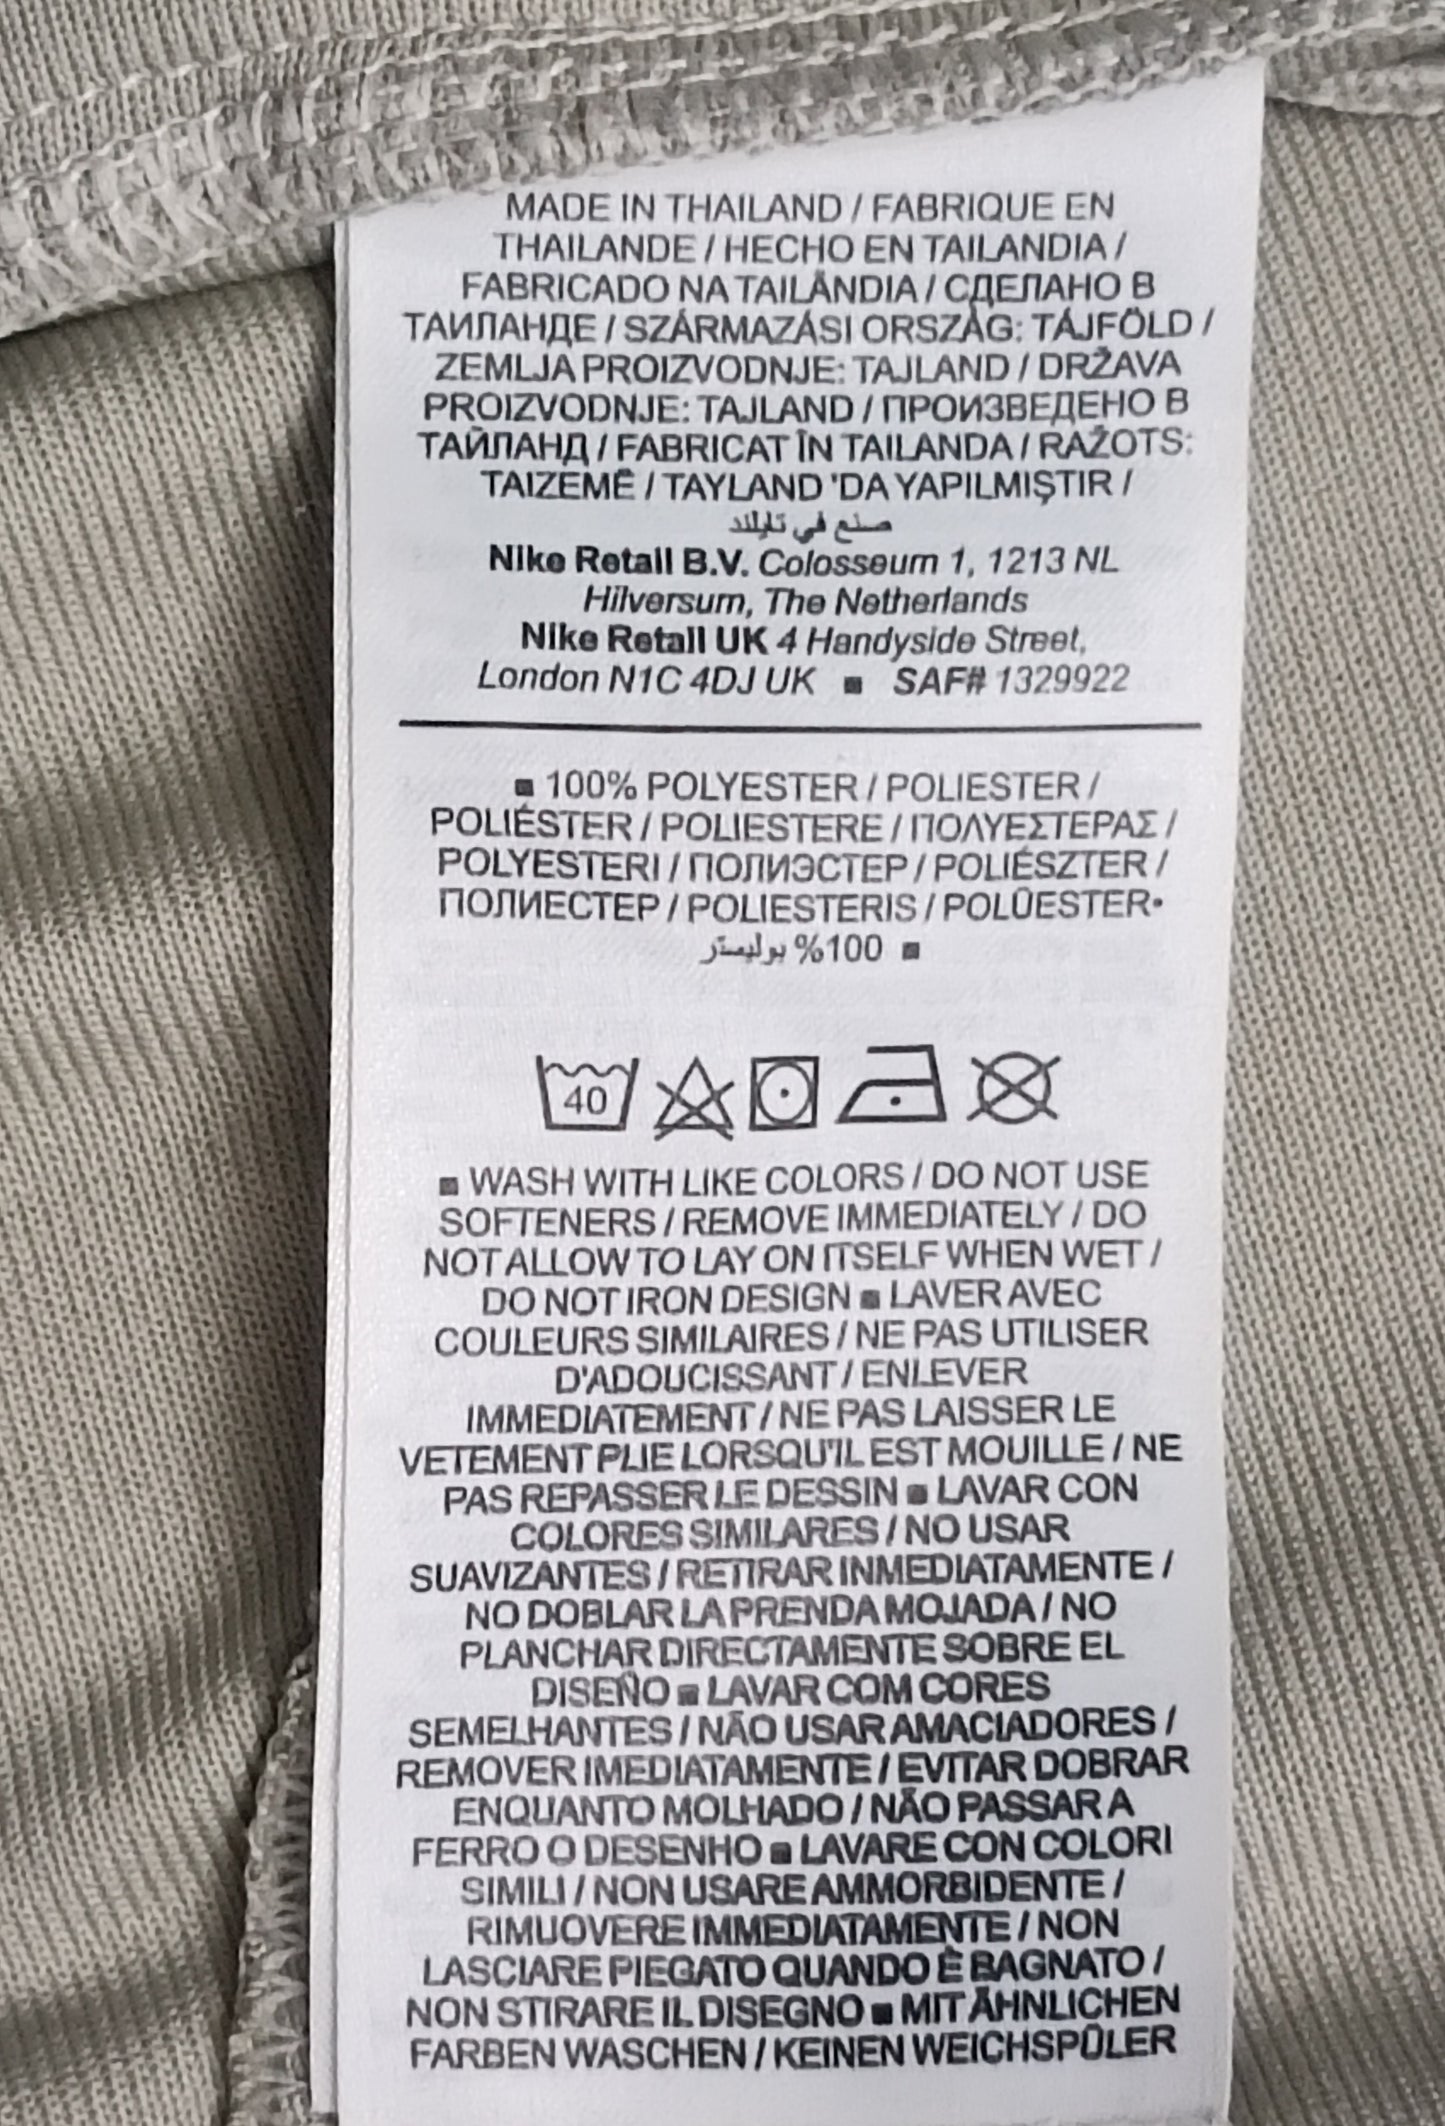 MADE IN THAILAND / FABRIQUE EN
THAILANDE / HECHO EN TAILANDIA /
FABRICADO NA TAILÂNDIA / СДЕЛАНО В
ТАИЛАНДЕ / SZÁRMAZÁSI ORSZÁG: TÁJFÖLD /
ZEMLJA PROIZVODNJE: TAJLAND / DRŽAVA
PROIZVODNJE: TAJLAND / ПРОИЗВЕДЕНО В
ТАЙЛАНД / FABRICAT ÎN TAILANDA / RAŽOTS:
TAIZEMĒ / TAYLAND 'DA YAPILMIŞTIR /
صنع في تايلند
Nike Retail B.V. Colosseum 1, 1213 NL
Hilversum, The Netherlands
Nike Retail UK 4 Handyside Street,
London N1C 4DJ UK ■ SAF# 1329922
■ 100% POLYESTER / POLIESTER /
POLIÉSTER / POLIESTERE / ΠΟΛΥΕΣΤΕΡΑΣ /
POLYESTERI / ПОЛИЭСТЕР / POLIÉSZTER /
ПОЛИЕСТЕР / POLIESTERIS / POLÜESTER•
■ 100% بوليستر
40
■ WASH WITH LIKE COLORS / DO NOT USE
SOFTENERS / REMOVE IMMEDIATELY / DO
NOT ALLOW TO LAY ON ITSELF WHEN WET /
DO NOT IRON DESIGN ■ LAVER AVEC
COULEURS SIMILAIRES / NE PAS UTILISER
D'ADOUCISSANT / ENLEVER
IMMEDIATEMENT / NE PAS LAISSER LE
VETEMENT PLIE LORSQU'IL EST MOUILLE / NE
PAS REPASSER LE DESSIN ■ LAVAR CON
COLORES SIMILARES / NO USAR
SUAVIZANTES / RETIRAR INMEDIATAMENTE /
NO DOBLAR LA PRENDA MOJADA / NO
PLANCHAR DIRECTAMENTE SOBRE EL
DISEÑO ■ LAVAR COM CORES
SEMELHANTES / NÃO USAR AMACIADORES /
REMOVER IMEDIATAMENTE / EVITAR DOBRAR
ENQUANTO MOLHADO / NÃO PASSAR A
FERRO O DESENHO ■ LAVARE CON COLORI
SIMILI / NON USARE AMMORBIDENTE /
RIMUOVERE IMMEDIATAMENTE / NON
LASCIARE PIEGATO QUANDO È BAGNATO /
NON STIRARE IL DISEGNO ■ MIT ÄHNLICHEN
FARBEN WASCHEN / KEINEN WEICHSPÜLER